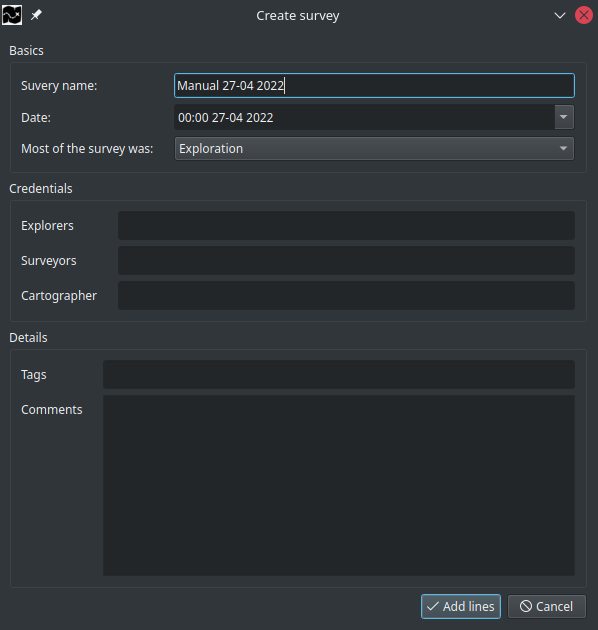 Create survey
Basics
Suvery name: Manual 27-04 2022
Date: 00:00 27-04 2022
Most of the survey was: Exploration
Credentials
Explorers
Surveyors
Cartographer
Details
Tags
Comments
Add lines Cancel